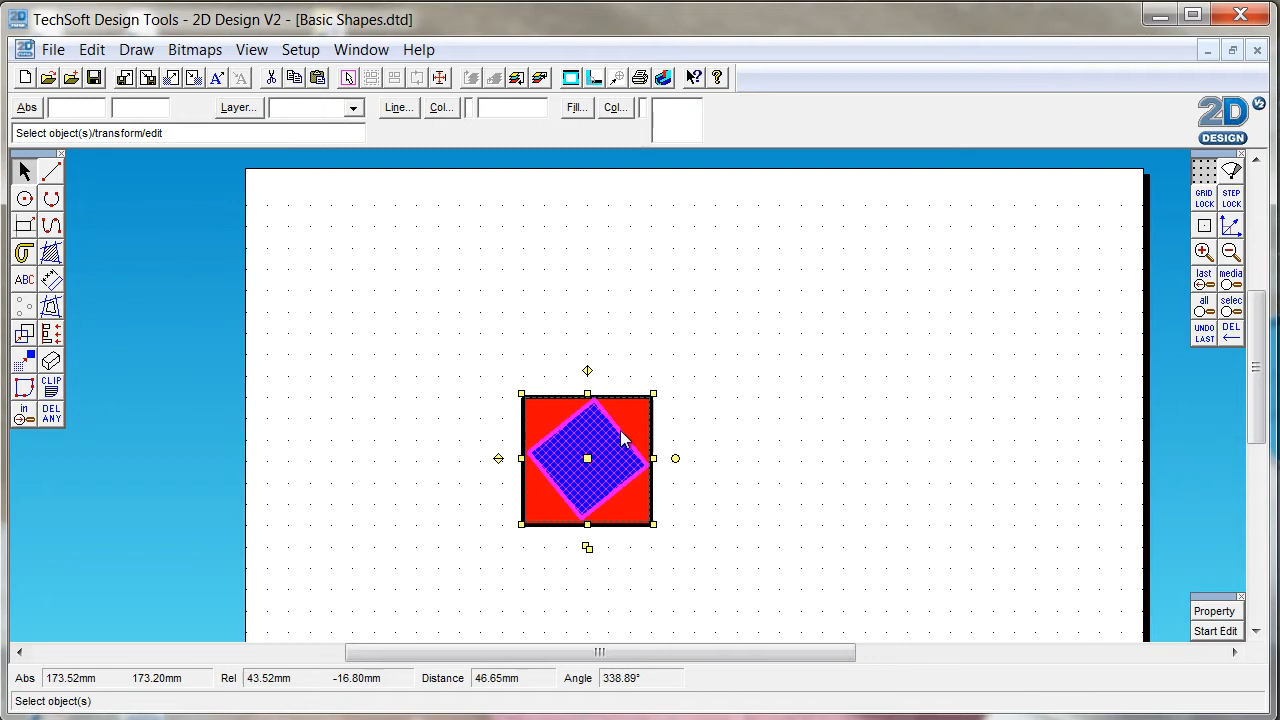 TechSoft Design Tools - 2D Design V2 - [Basic Shapes.dtd]
2D File Edit Draw Bitmaps View Setup Window Help
Abs Layer... Line... Col... Fill... Col...
2D V2
DESIGN
Select object(s)/transform/edit
GRID LOCK STEP LOCK
ABC
last media
all selec
UNDO LAST DEL
CLIP
in DEL ANY
Property
Start Edit
Abs 173.52mm 173.20mm Rel 43.52mm -16.80mm Distance 46.65mm Angle 338.89°
Select object(s)